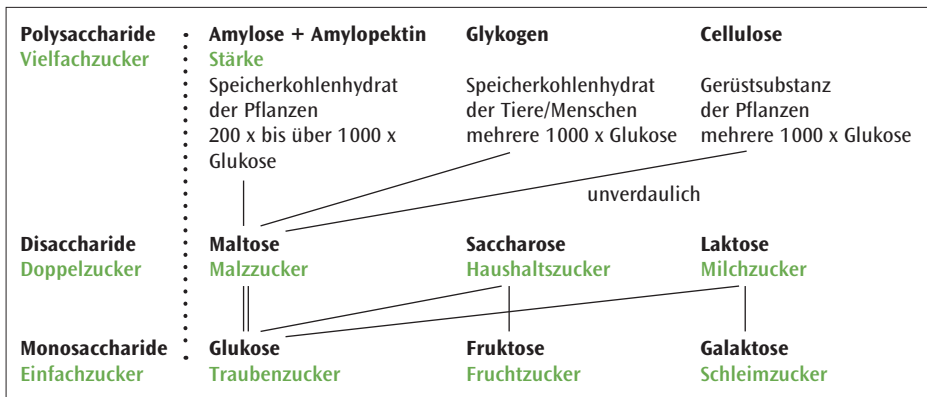 Polysaccharide
Vielfachzucker
Amylose + Amylopektin
Stärke
Speicherkohlenhydrat
der Pflanzen
200 x bis über 1000 x
Glukose
Glykogen
Speicherkohlenhydrat
der Tiere/Menschen
mehrere 1000 x Glukose
Cellulose
Gerüstsubstanz
der Pflanzen
mehrere 1000 x Glukose
unverdaulich
Disaccharide
Doppelzucker
Maltose
Malzzucker
Saccharose
Haushaltszucker
Laktose
Milchzucker
Monosaccharide
Einfachzucker
Glukose
Traubenzucker
Fruktose
Fruchtzucker
Galaktose
Schleimzucker